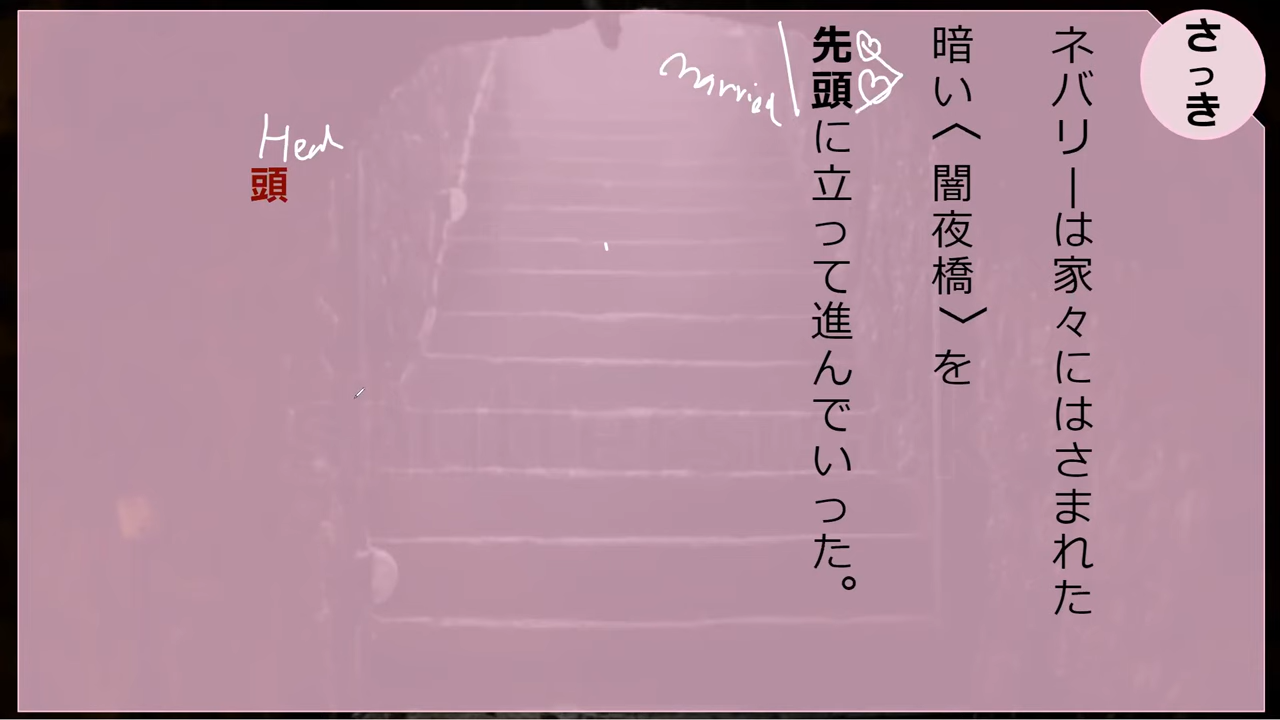 さっき
ネバリーは家々にはさまれた
暗い〈闇夜橋〉を
先頭に立って進んでいった。
married
Head
頭